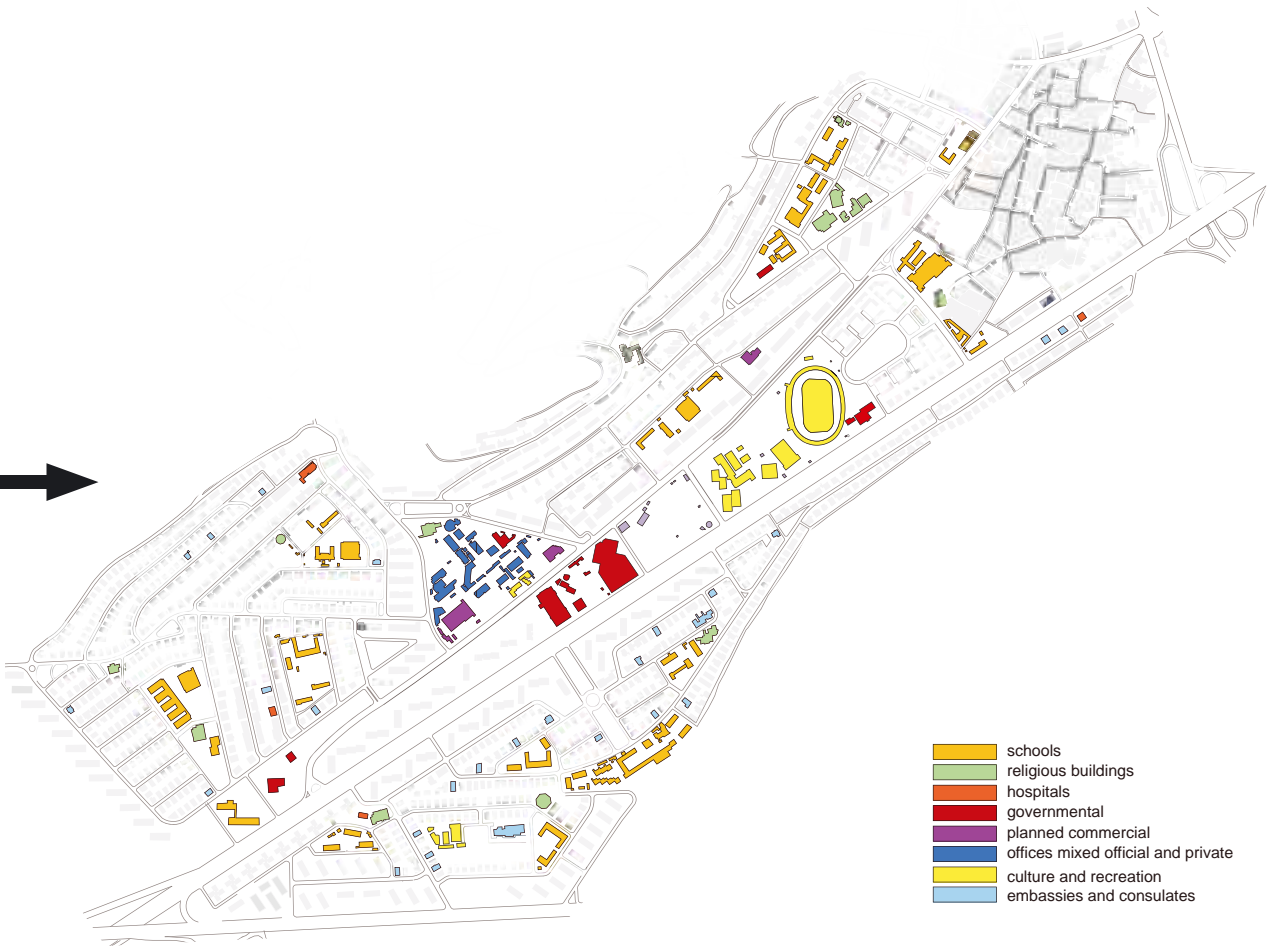 schools
religious buildings
hospitals
governmental
planned commercial
offices mixed official and private
culture and recreation
embassies and consulates